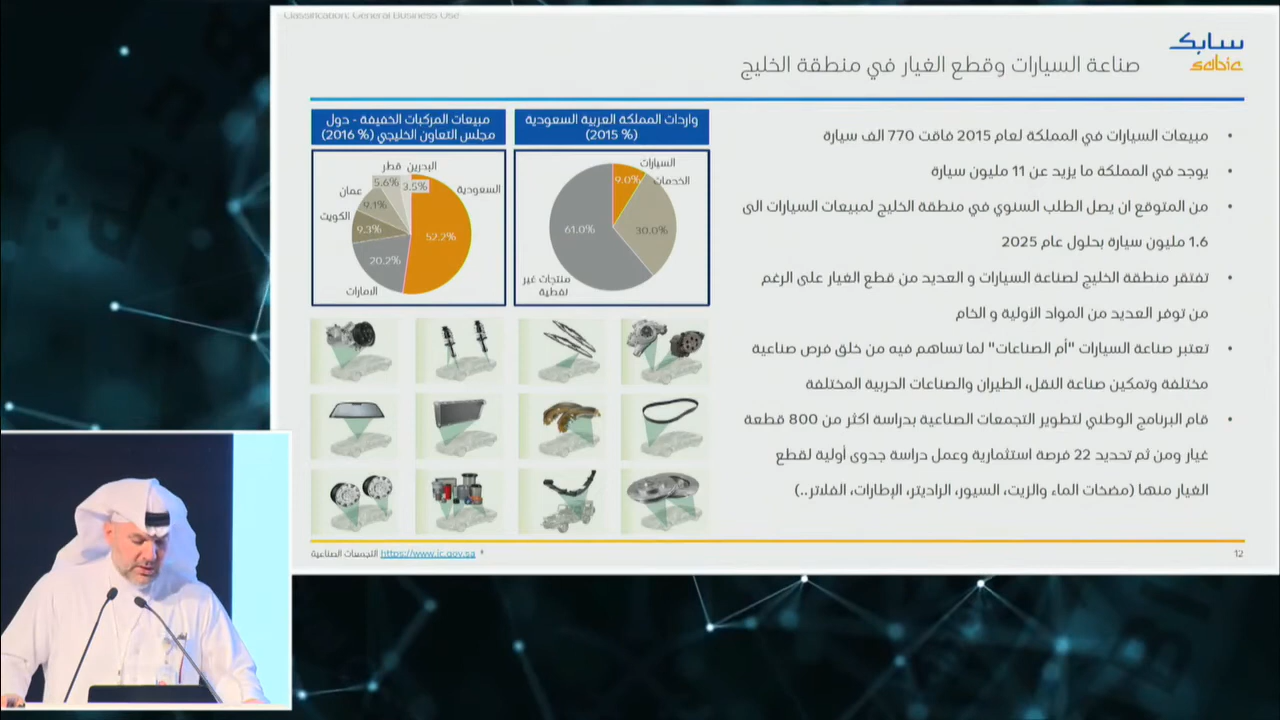 Classification: General Business Use
سابک
sabic
صناعة السيارات وقطع الغيار في منطقة الخليج
• مبيعات السيارات في المملكة لعام 2015 فاقت 770 الف سيارة
• يوجد في المملكة ما يزيد عن 11 مليون سيارة
• من المتوقع ان يصل الطلب السنوي في منطقة الخليج لمبيعات السيارات الى
1.6 مليون سيارة بحلول عام 2025
• تفتقر منطقة الخليج لصناعة السيارات و العديد من قطع الغيار على الرغم
من توفر العديد من المواد الأولية و الخام
• تعتبر صناعة السيارات "أم الصناعات" لما تساهم فيه من خلق فرص صناعية
مختلفة وتمكين صناعة النقل، الطيران والصناعات الحربية المختلفة
• قام البرنامج الوطني لتطوير التجمعات الصناعية بدراسة اكثر من 800 قطعة
غيار ومن ثم تحديد 22 فرصة استثمارية وعمل دراسة جدوى أولية لقطع
الغيار منها (مضخات الماء والزيت، السيور، الراديتر، الإطارات، الفلاتر..)
واردات المملكة العربية السعودية
(% 2015)
السيارات
9.0%
الخدمات
30.0%
61.0%
منتجات غير
نفطية
مبيعات المركبات الخفيفة - دول
مجلس التعاون الخليجي (% 2016)
البحرين
3.5%
قطر
5.6%
السعودية
52.2%
عمان
9.1%
الكويت
9.3%
20.2%
الامارات
* https://www.ic.gov.sa التجمعات الصناعية
12